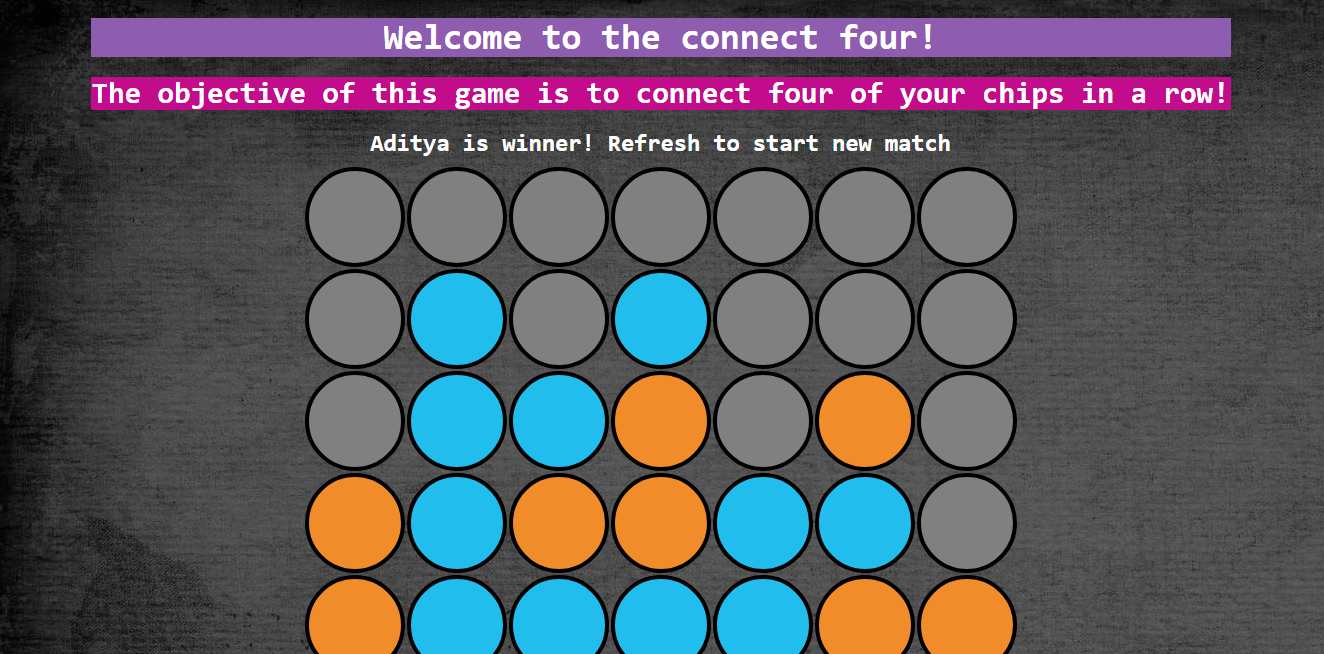 Welcome to the connect four!
The objective of this game is to connect four of your chips in a row!
Aditya is winner! Refresh to start new match